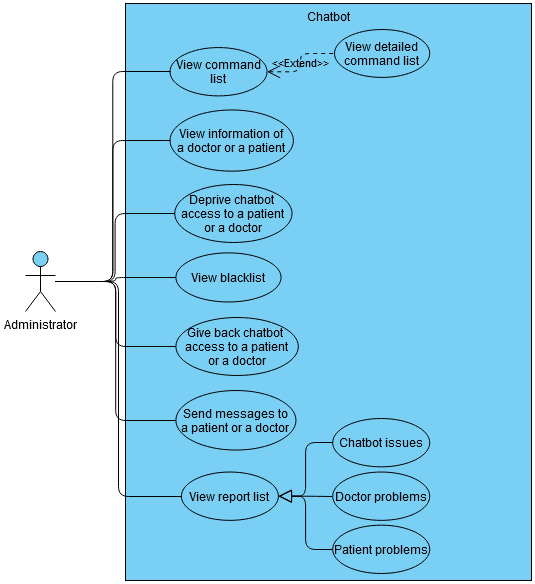 Chatbot
View command
list
<<Extend>>
View detailed
command list
View information of
a doctor or a patient
Deprive chatbot
access to a patient
or a doctor
View blacklist
Administrator
Give back chatbot
access to a patient
or a doctor
Send messages to
a patient or a doctor
View report list
Chatbot issues
Doctor problems
Patient problems